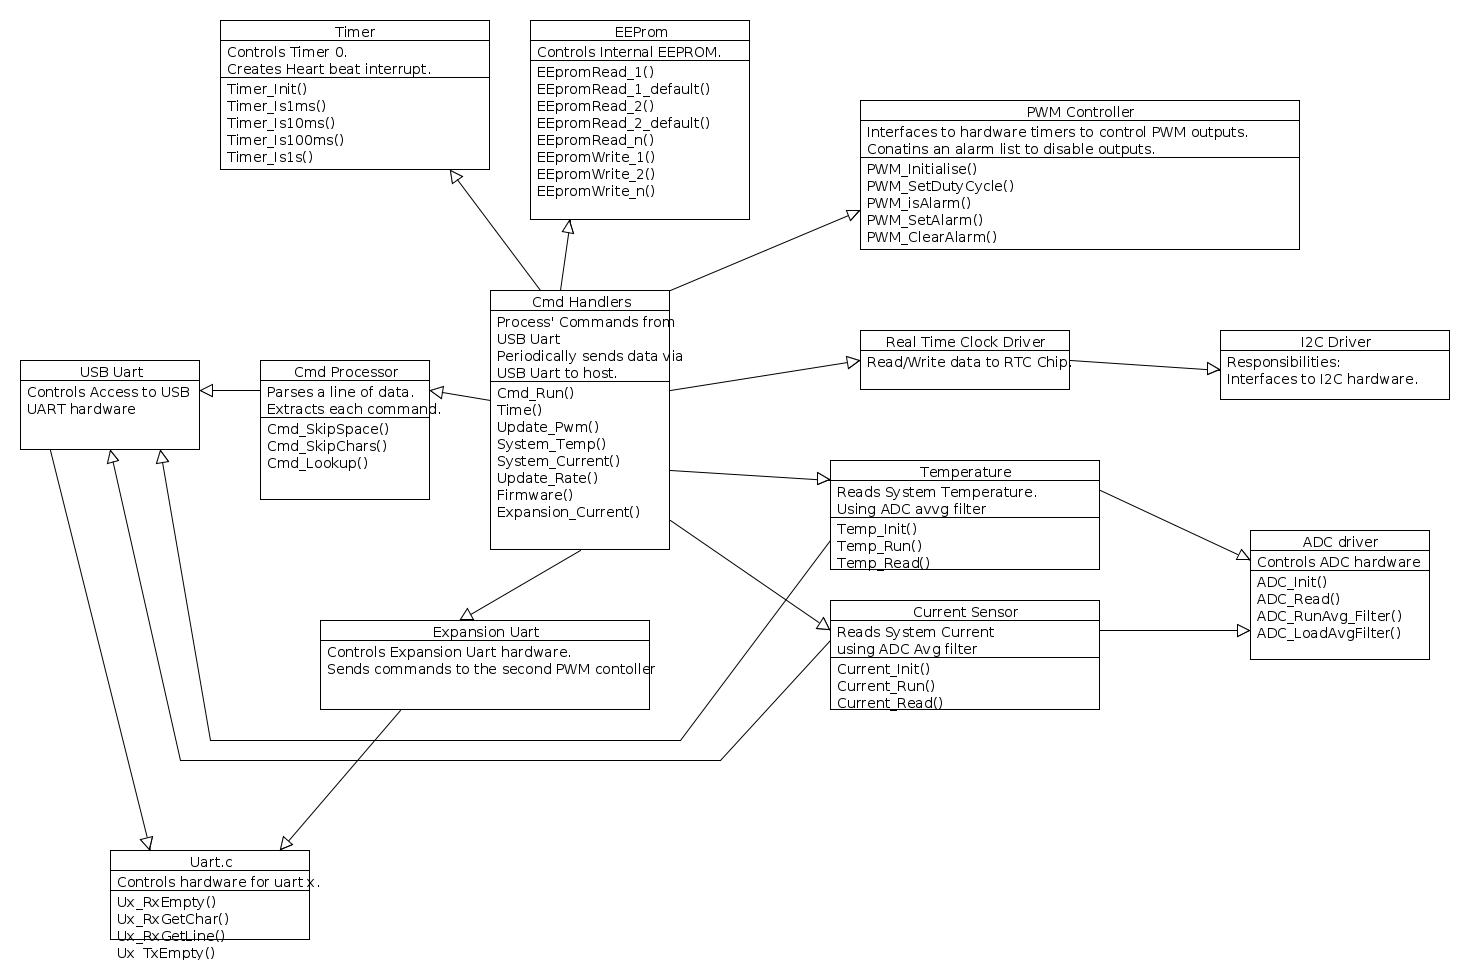 Timer
Controls Timer 0.
Creates Heart beat interrupt.
Timer_Init()
Timer_Is1ms()
Timer_Is10ms()
Timer_Is100ms()
Timer_Is1s()
EEProm
Controls Internal EEPROM.
EEpromRead_1()
EEpromRead_1_default()
EEpromRead_2()
EEpromRead_2_default()
EEpromRead_n()
EEpromWrite_1()
EEpromWrite_2()
EEpromWrite_n()
PWM Controller
Interfaces to hardware timers to control PWM outputs.
Conatins an alarm list to disable outputs.
PWM_Initialise()
PWM_SetDutyCycle()
PWM_isAlarm()
PWM_SetAlarm()
PWM_ClearAlarm()
Cmd Handlers
Process' Commands from
USB Uart
Periodically sends data via
USB Uart to host.
Cmd_Run()
Time()
Update_Pwm()
System_Temp()
System_Current()
Update_Rate()
Firmware()
Expansion_Current()
Real Time Clock Driver
Read/Write data to RTC Chip.
I2C Driver
Responsibilities:
Interfaces to I2C hardware.
USB Uart
Controls Access to USB
UART hardware
Cmd Processor
Parses a line of data.
Extracts each command.
Cmd_SkipSpace()
Cmd_SkipChars()
Cmd_Lookup()
Temperature
Reads System Temperature.
Using ADC avvg filter
Temp_Init()
Temp_Run()
Temp_Read()
ADC driver
Controls ADC hardware
ADC_Init()
ADC_Read()
ADC_RunAvg_Filter()
ADC_LoadAvgFilter()
Current Sensor
Reads System Current
using ADC Avg filter
Current_Init()
Current_Run()
Current_Read()
Expansion Uart
Controls Expansion Uart hardware.
Sends commands to the second PWM contoller
Uart.c
Controls hardware for uart x.
Ux_RxEmpty()
Ux_RxGetChar()
Ux_RxGetLine()
Ux_TxEmpty()